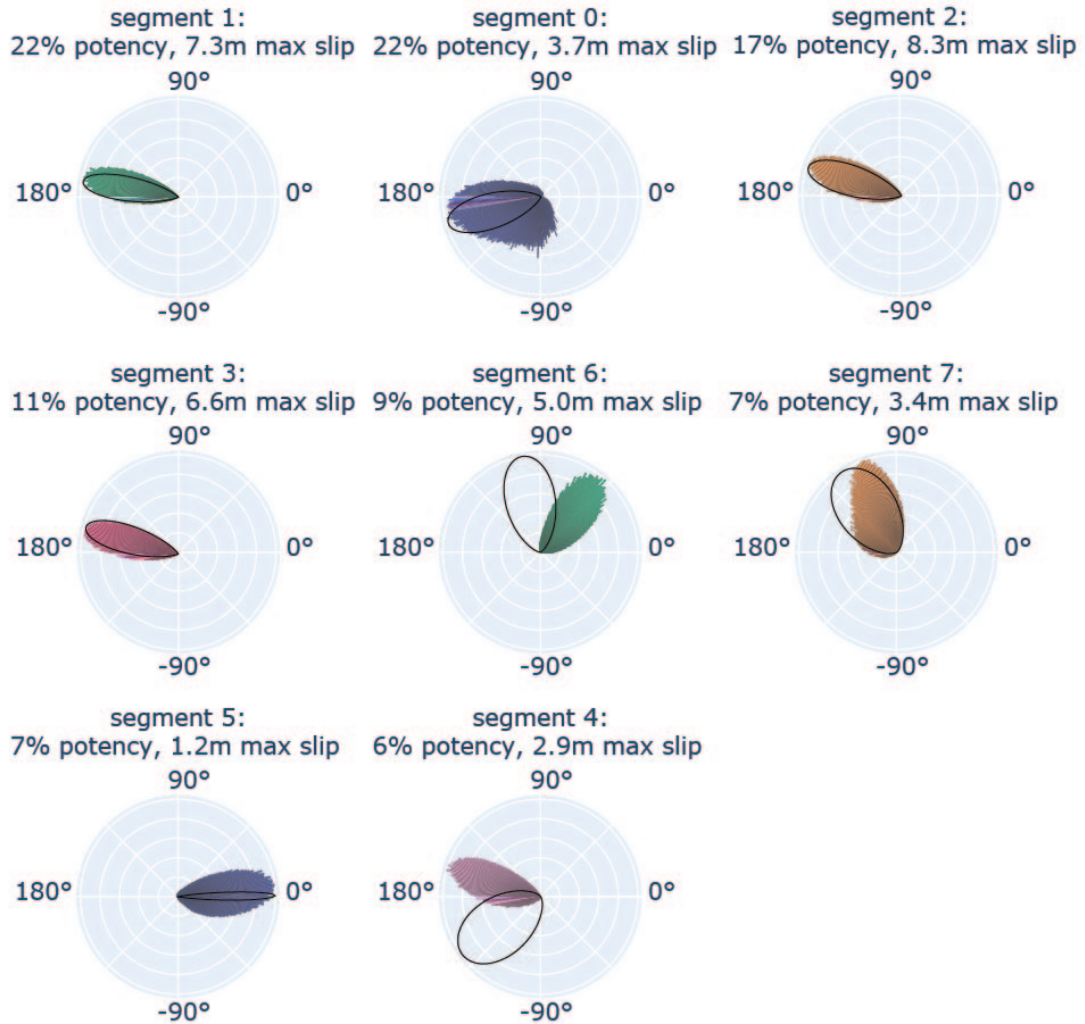 segment 1:
22% potency, 7.3m max slip
90°
180°
0°
-90°
segment 0:
22% potency, 3.7m max slip
90°
180°
0°
-90°
segment 2:
17% potency, 8.3m max slip
90°
180°
0°
-90°
segment 3:
11% potency, 6.6m max slip
90°
180°
0°
-90°
segment 6:
9% potency, 5.0m max slip
90°
180°
0°
-90°
segment 7:
7% potency, 3.4m max slip
90°
180°
0°
-90°
segment 5:
7% potency, 1.2m max slip
90°
180°
0°
-90°
segment 4:
6% potency, 2.9m max slip
90°
180°
0°
-90°